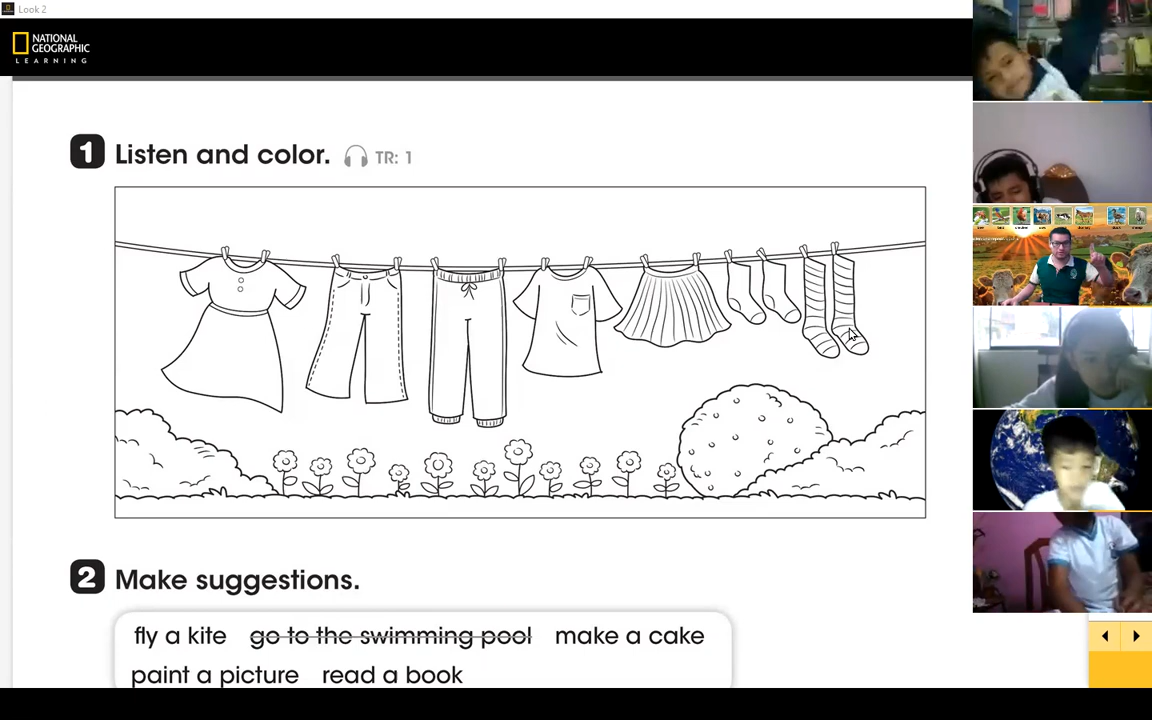 Look 2
NATIONAL
GEOGRAPHIC
LEARNING
1 Listen and color. TR: 1
2 Make suggestions.
fly a kite go to the swimming pool make a cake
paint a picture read a book